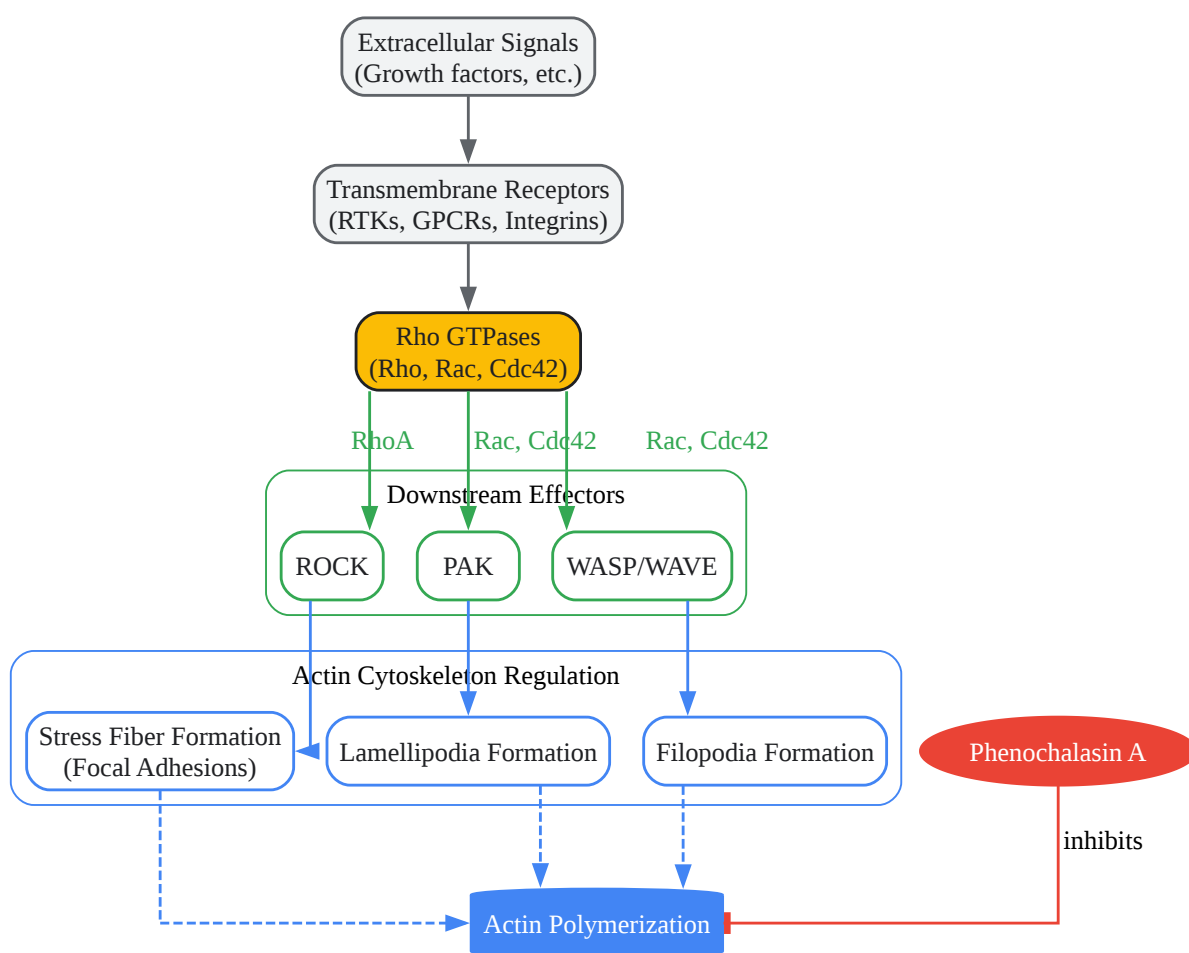 Extracellular Signals
(Growth factors, etc.)
Transmembrane Receptors
(RTKs, GPCRs, Integrins)
Rho GTPases
(Rho, Rac, Cdc42)
RhoA
Rac, Cdc42
Rac, Cdc42
Downstream Effectors
ROCK
PAK
WASP/WAVE
Actin Cytoskeleton Regulation
Stress Fiber Formation
(Focal Adhesions)
Lamellipodia Formation
Filopodia Formation
Phenochalasin A
inhibits
Actin Polymerization